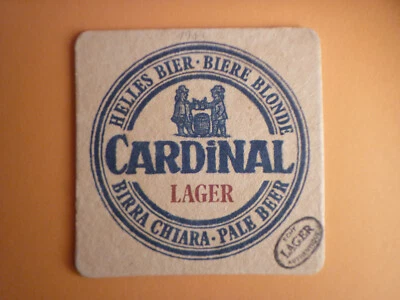 HELLES BIER · BIERE BLONDE
CARDiNAL
LAGER
BIRRA CHIARA · PALE BEER
LAGER